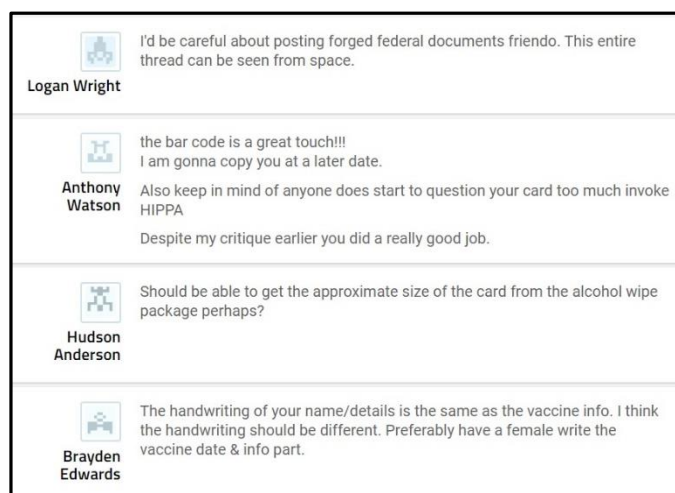 I'd be careful about posting forged federal documents friendo. This entire
thread can be seen from space.
Logan Wright
the bar code is a great touch!!!
I am gonna copy you at a later date.
Also keep in mind of anyone does start to question your card too much invoke
HIPPA
Despite my critique earlier you did a really good job.
Anthony
Watson
Should be able to get the approximate size of the card from the alcohol wipe
package perhaps?
Hudson
Anderson
The handwriting of your name/details is the same as the vaccine info. I think
the handwriting should be different. Preferably have a female write the
vaccine date & info part.
Brayden
Edwards